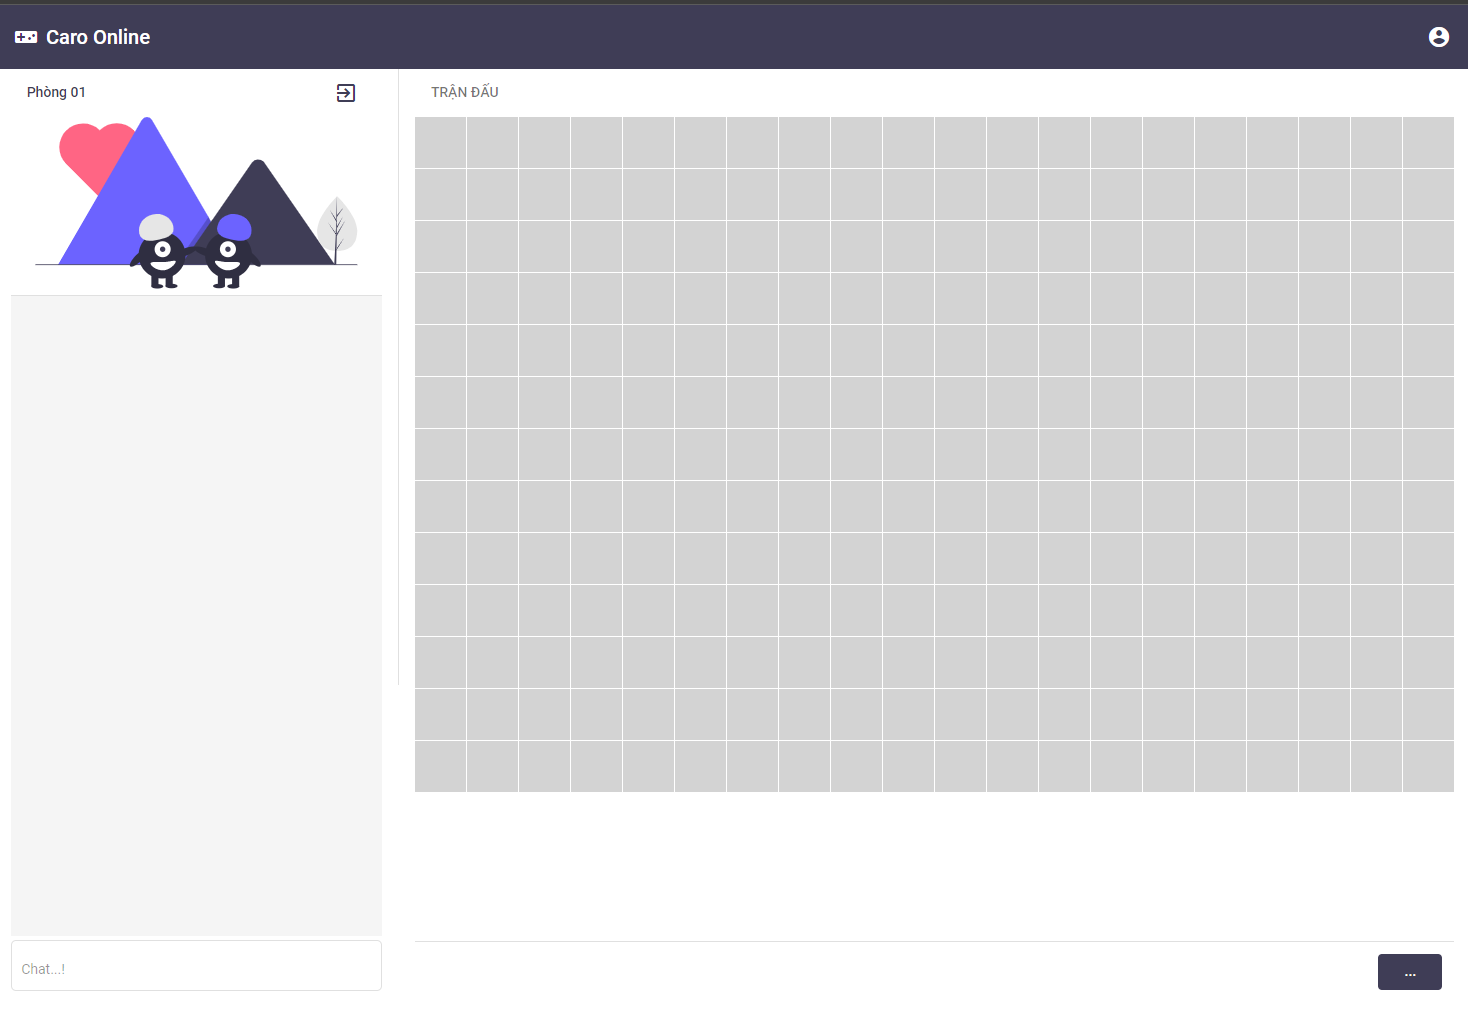 Caro Online
Phòng 01
TRẬN ĐẤU
Chat...!
...